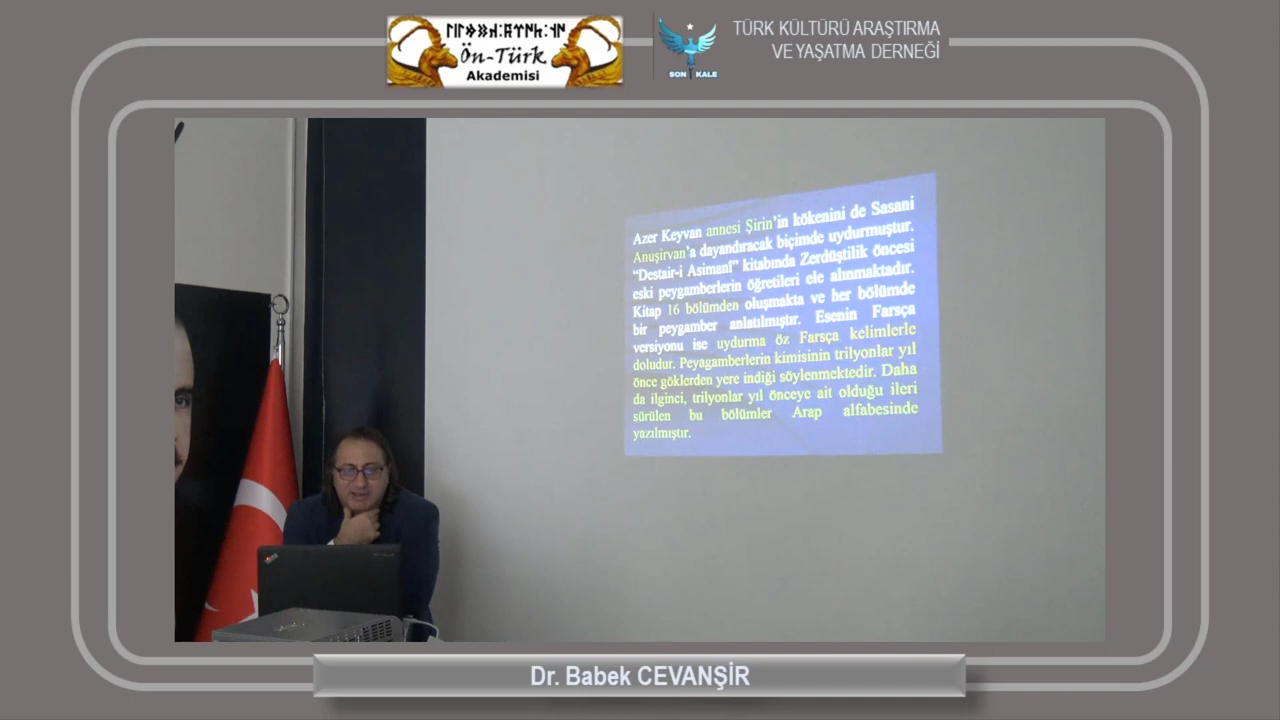 Ön-Türk
Akademisi
SON KALE
TÜRK KÜLTÜRÜ ARAŞTIRMA
VE YAŞATMA DERNEĞİ
Azer Keyvan annesi Şirin'in kökenini de Sasani
Anuşirvan'a dayandıracak biçimde uydurmuştur.
"Destair-i Asimanî" kitabında Zerdüştilik öncesi
eski peygamberlerin öğretileri ele alınmaktadır.
Kitap 16 bölümden oluşmakta ve her bölümde
bir peygamber anlatılmıştır. Esenin Farsça
versiyonu ise uydurma öz Farsça kelimlerle
doludur. Peyagamberlerin kimisinin trilyonlar yıl
önce göklerden yere indiği söylenmektedir. Daha
da ilginci, trilyonlar yıl önceye ait olduğu ileri
sürülen bu bölümler Arap alfabesinde
yazılmıştır.
Dr. Babek CEVANŞİR